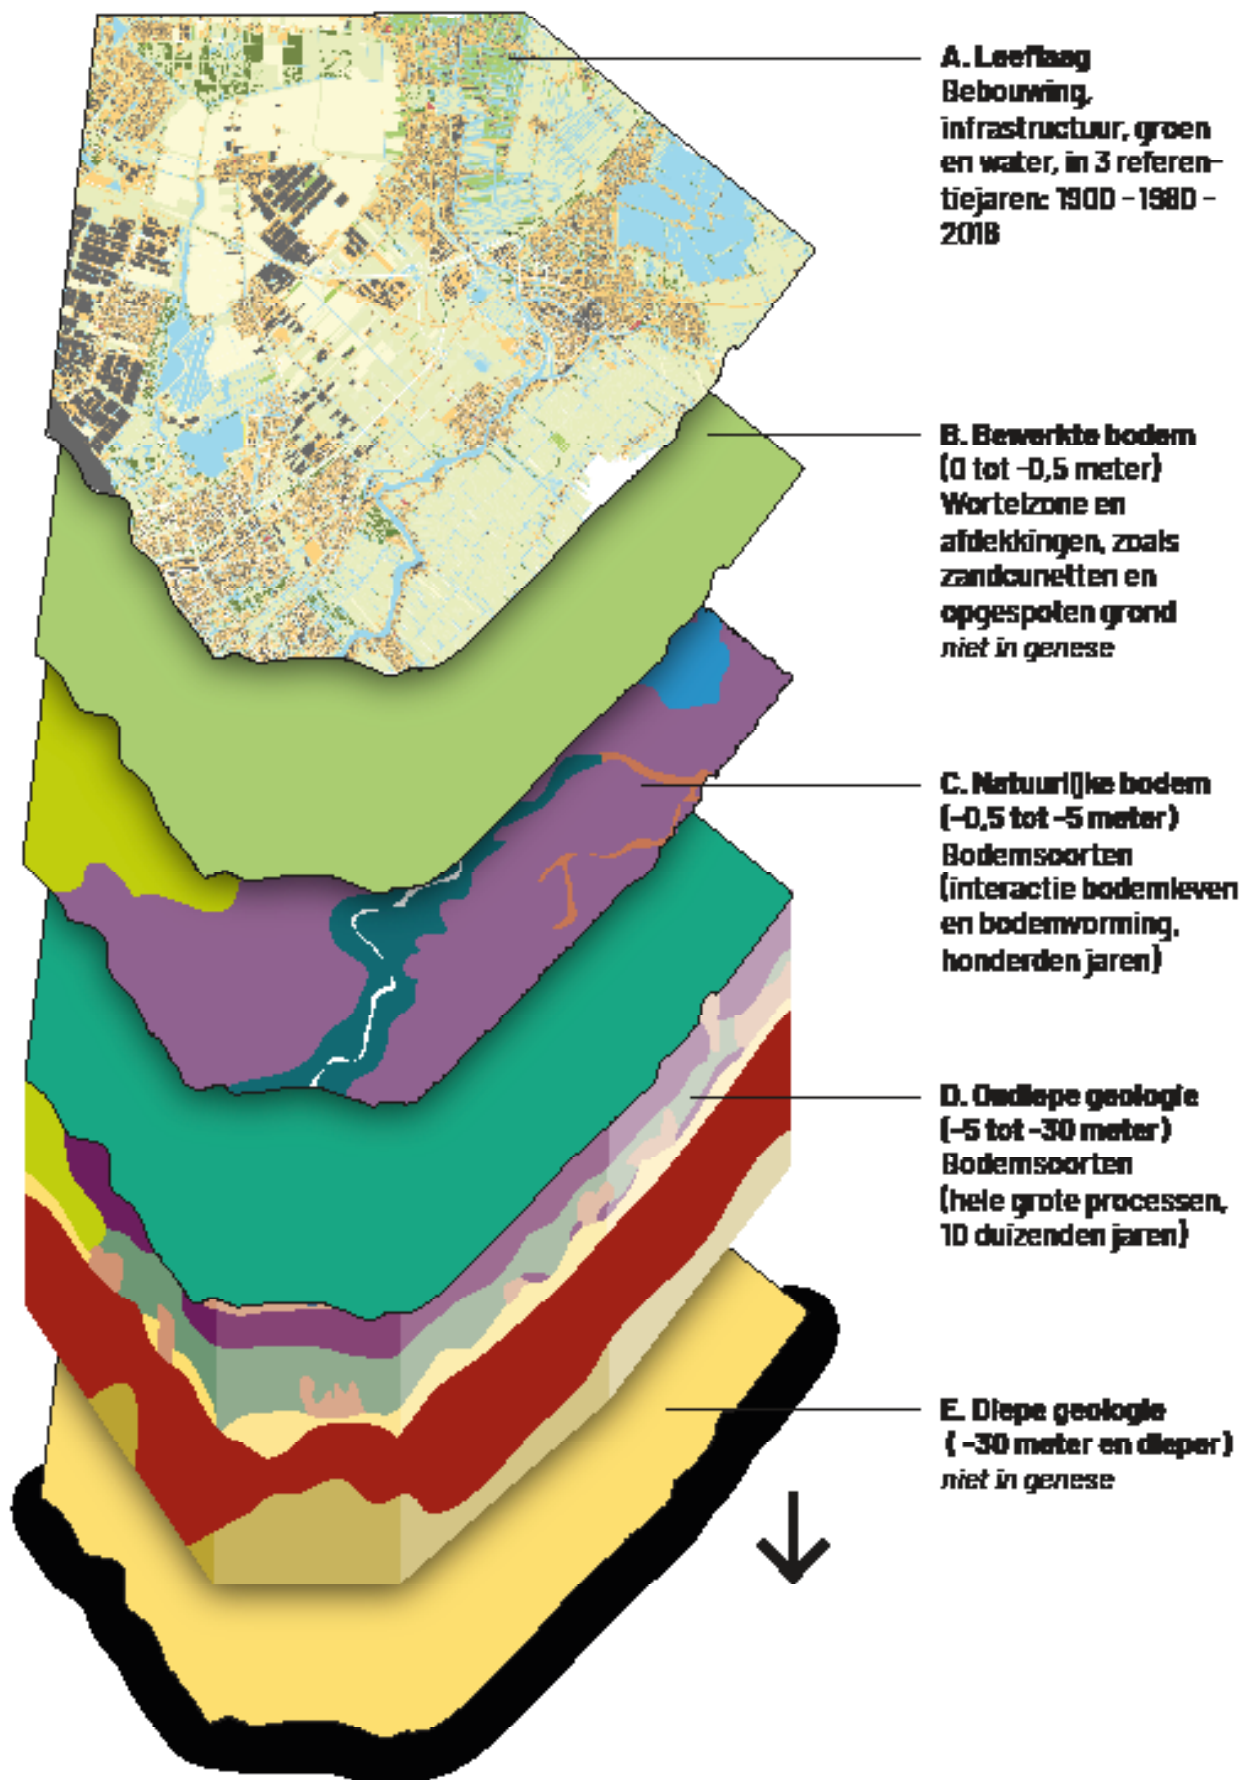 A. Leeflaag
Bebouwing,
infrastructuur, groen
en water, in 3 referen-
tiejaren: 1900 - 1980 -
2018
B. Bewerkte bodem
(0 tot -0,5 meter)
Wortelzone en
afdekkingen, zoals
zandcunetten en
opgespoten grond
niet in genese
C. Natuurlijke bodem
(-0,5 tot -5 meter)
Bodemsoorten
(interactie bodemleven
en bodemvorming,
honderden jaren)
D. Ondiepe geologie
(-5 tot -30 meter)
Bodemsoorten
(hele grote processen,
10 duizenden jaren)
E. Diepe geologie
( -30 meter en dieper)
niet in genese